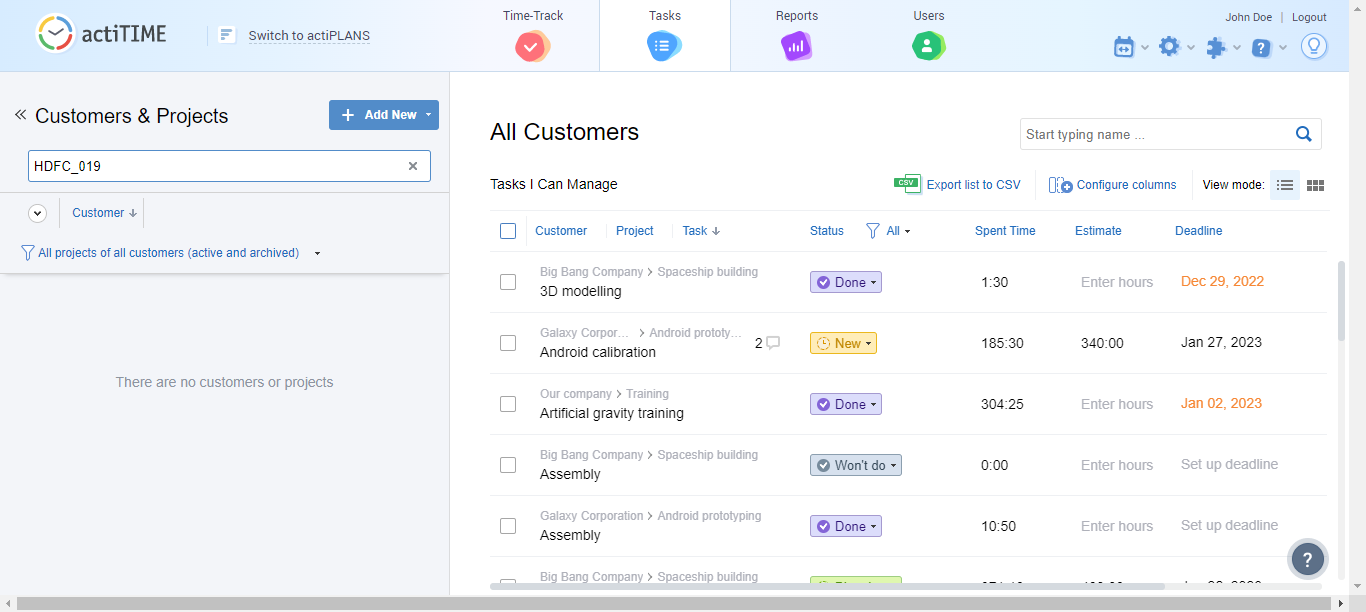 actiTIME
Switch to actiPLANS
Time-Track
Tasks
Reports
Users
John Doe | Logout
Customers & Projects
Add New
HDFC_019
Customer
All projects of all customers (active and archived)
There are no customers or projects
All Customers
Start typing name ...
Tasks I Can Manage
CSV Export list to CSV
Configure columns
View mode:
Customer Project Task Status All Spent Time Estimate Deadline
Big Bang Company > Spaceship building
3D modelling Done 1:30 Enter hours Dec 29, 2022
Galaxy Corpor... > Android prototy...
Android calibration 2 New 185:30 340:00 Jan 27, 2023
Our company > Training
Artificial gravity training Done 304:25 Enter hours Jan 02, 2023
Big Bang Company > Spaceship building
Assembly Won't do 0:00 Enter hours Set up deadline
Galaxy Corporation > Android prototyping
Assembly Done 10:50 Enter hours Set up deadline
Big Bang Company > Spaceship building
?